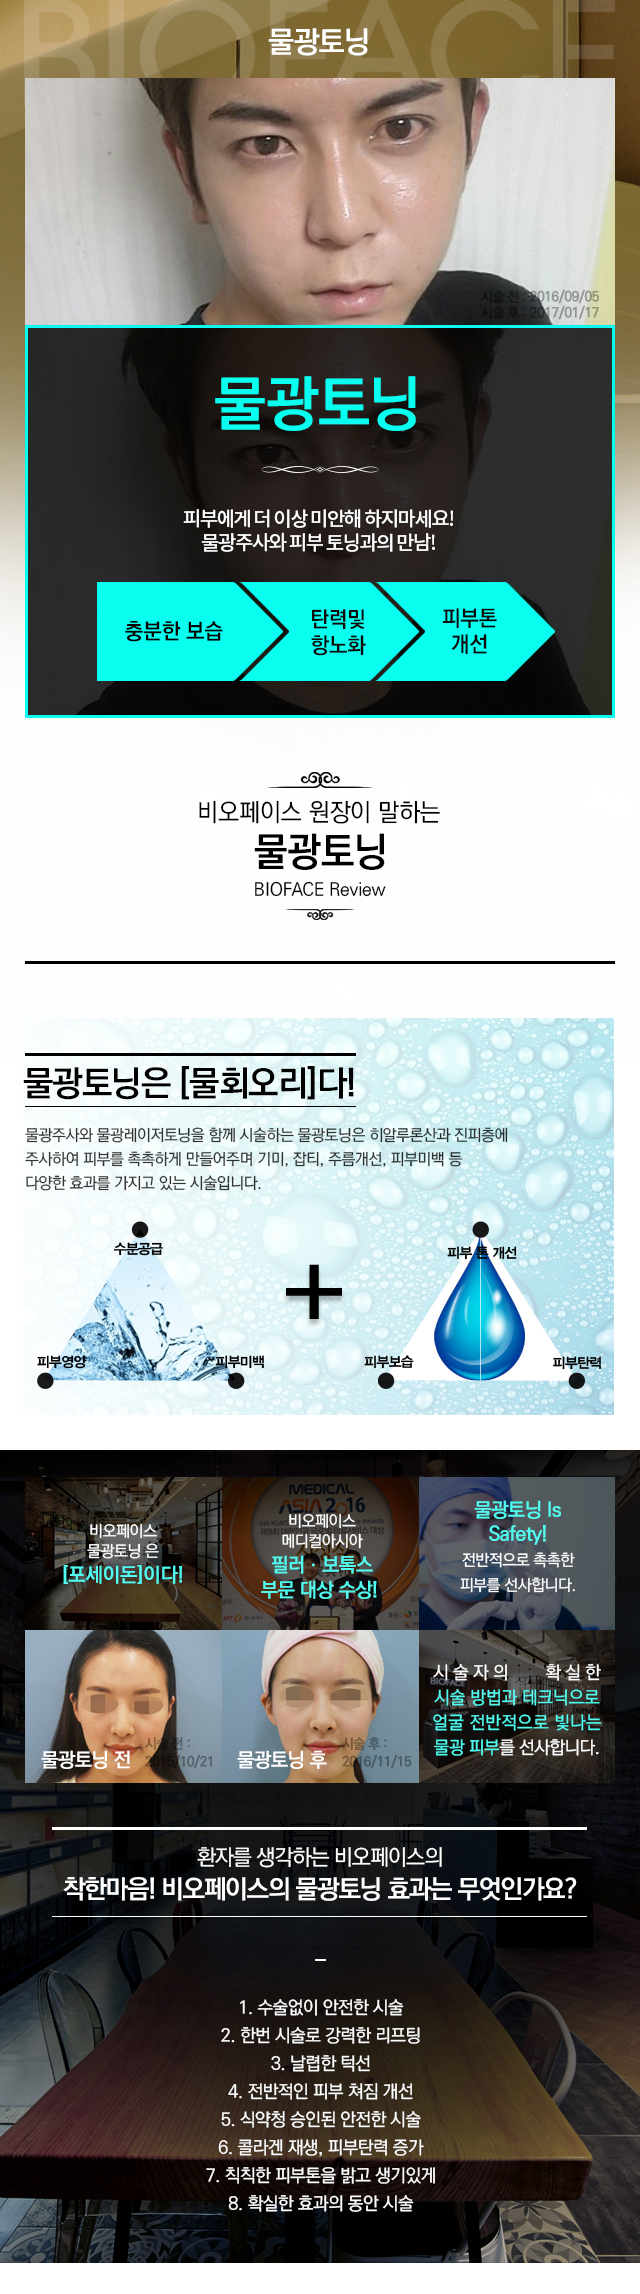 BIOFACE
물광토닝
시술 전 : 2016/09/05
시술 후 : 2017/01/17
물광토닝
피부에게 더 이상 미안해 하지마세요!
물광주사와 피부 토닝과의 만남!
충분한 보습
탄력및
항노화
피부톤
개선
비오페이스 원장이 말하는
물광토닝
BIOFACE Review
물광토닝은 [물회오리]다!
물광주사와 물광레이저토닝을 함께 시술하는 물광토닝은 히알루론산과 진피층에
주사하여 피부를 촉촉하게 만들어주며 기미, 잡티, 주름개선, 피부미백 등
다양한 효과를 가지고 있는 시술입니다.
수분공급
피부영양
피부미백
+
피부 톤 개선
피부보습
피부탄력
비오페이스
물광토닝 은
[포세이돈]이다!
MEDICAL
ASIA 2016
비오페이스
메디컬아시아
필러 · 보톡스
부문 대상 수상!
물광토닝 Is
Safety!
전반적으로 촉촉한
피부를 선사합니다.
시술 전 :
2015/10/21
물광토닝 전
시술 후 :
2016/11/15
물광토닝 후
BIOFACE
시술자의 확실한
시술 방법과 테크닉으로
얼굴 전반적으로 빛나는
물광 피부를 선사합니다.
환자를 생각하는 비오페이스의
착한마음! 비오페이스의 물광토닝 효과는 무엇인가요?
1. 수술없이 안전한 시술
2. 한번 시술로 강력한 리프팅
3. 날렵한 턱선
4. 전반적인 피부 쳐짐 개선
5. 식약청 승인된 안전한 시술
6. 콜라겐 재생, 피부탄력 증가
7. 칙칙한 피부톤을 밝고 생기있게
8. 확실한 효과의 동안 시술